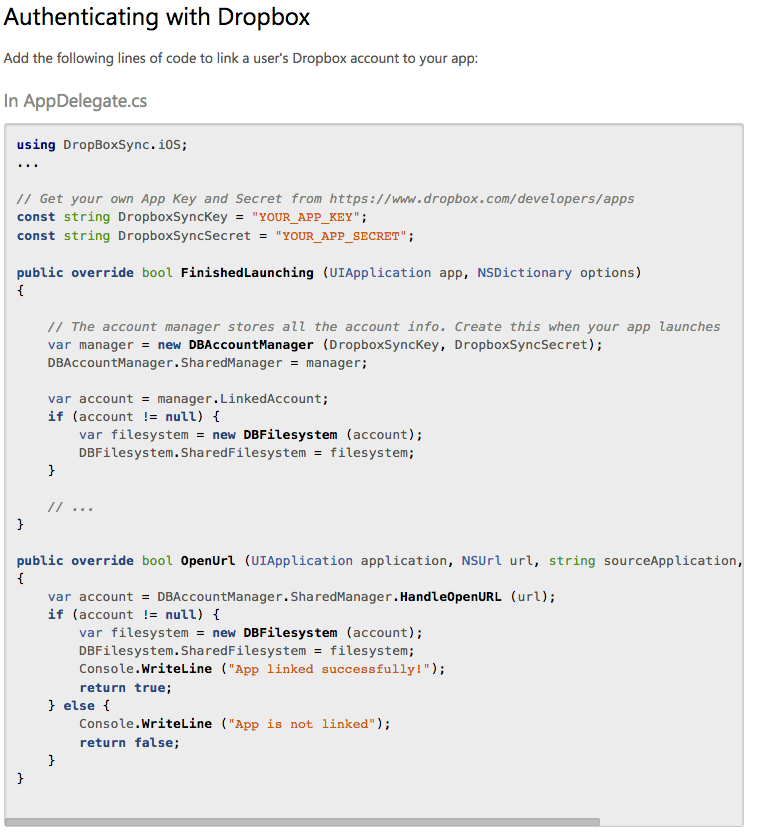 Authenticating with Dropbox
Add the following lines of code to link a user's Dropbox account to your app:
In AppDelegate.cs
using DropBoxSync.iOS;
...
// Get your own App Key and Secret from https://www.dropbox.com/developers/apps
const string DropboxSyncKey = "YOUR_APP_KEY";
const string DropboxSyncSecret = "YOUR_APP_SECRET";
public override bool FinishedLaunching (UIApplication app, NSDictionary options)
{
// The account manager stores all the account info. Create this when your app launches
var manager = new DBAccountManager (DropboxSyncKey, DropboxSyncSecret);
DBAccountManager.SharedManager = manager;
var account = manager.LinkedAccount;
if (account != null) {
var filesystem = new DBFilesystem (account);
DBFilesystem.SharedFilesystem = filesystem;
}
// ...
}
public override bool OpenUrl (UIApplication application, NSUrl url, string sourceApplication,
{
var account = DBAccountManager.SharedManager.HandleOpenURL (url);
if (account != null) {
var filesystem = new DBFilesystem (account);
DBFilesystem.SharedFilesystem = filesystem;
Console.WriteLine ("App linked successfully!");
return true;
} else {
Console.WriteLine ("App is not linked");
return false;
}
}